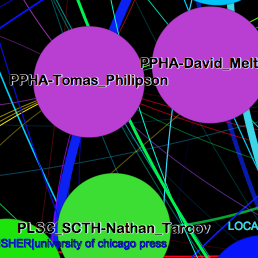 PPHA-David_Melt
PPHA-Tomas_Philipson
PLSC_SCTH-Nathan_Tarcov
LOCA
SHER|university of chicago press